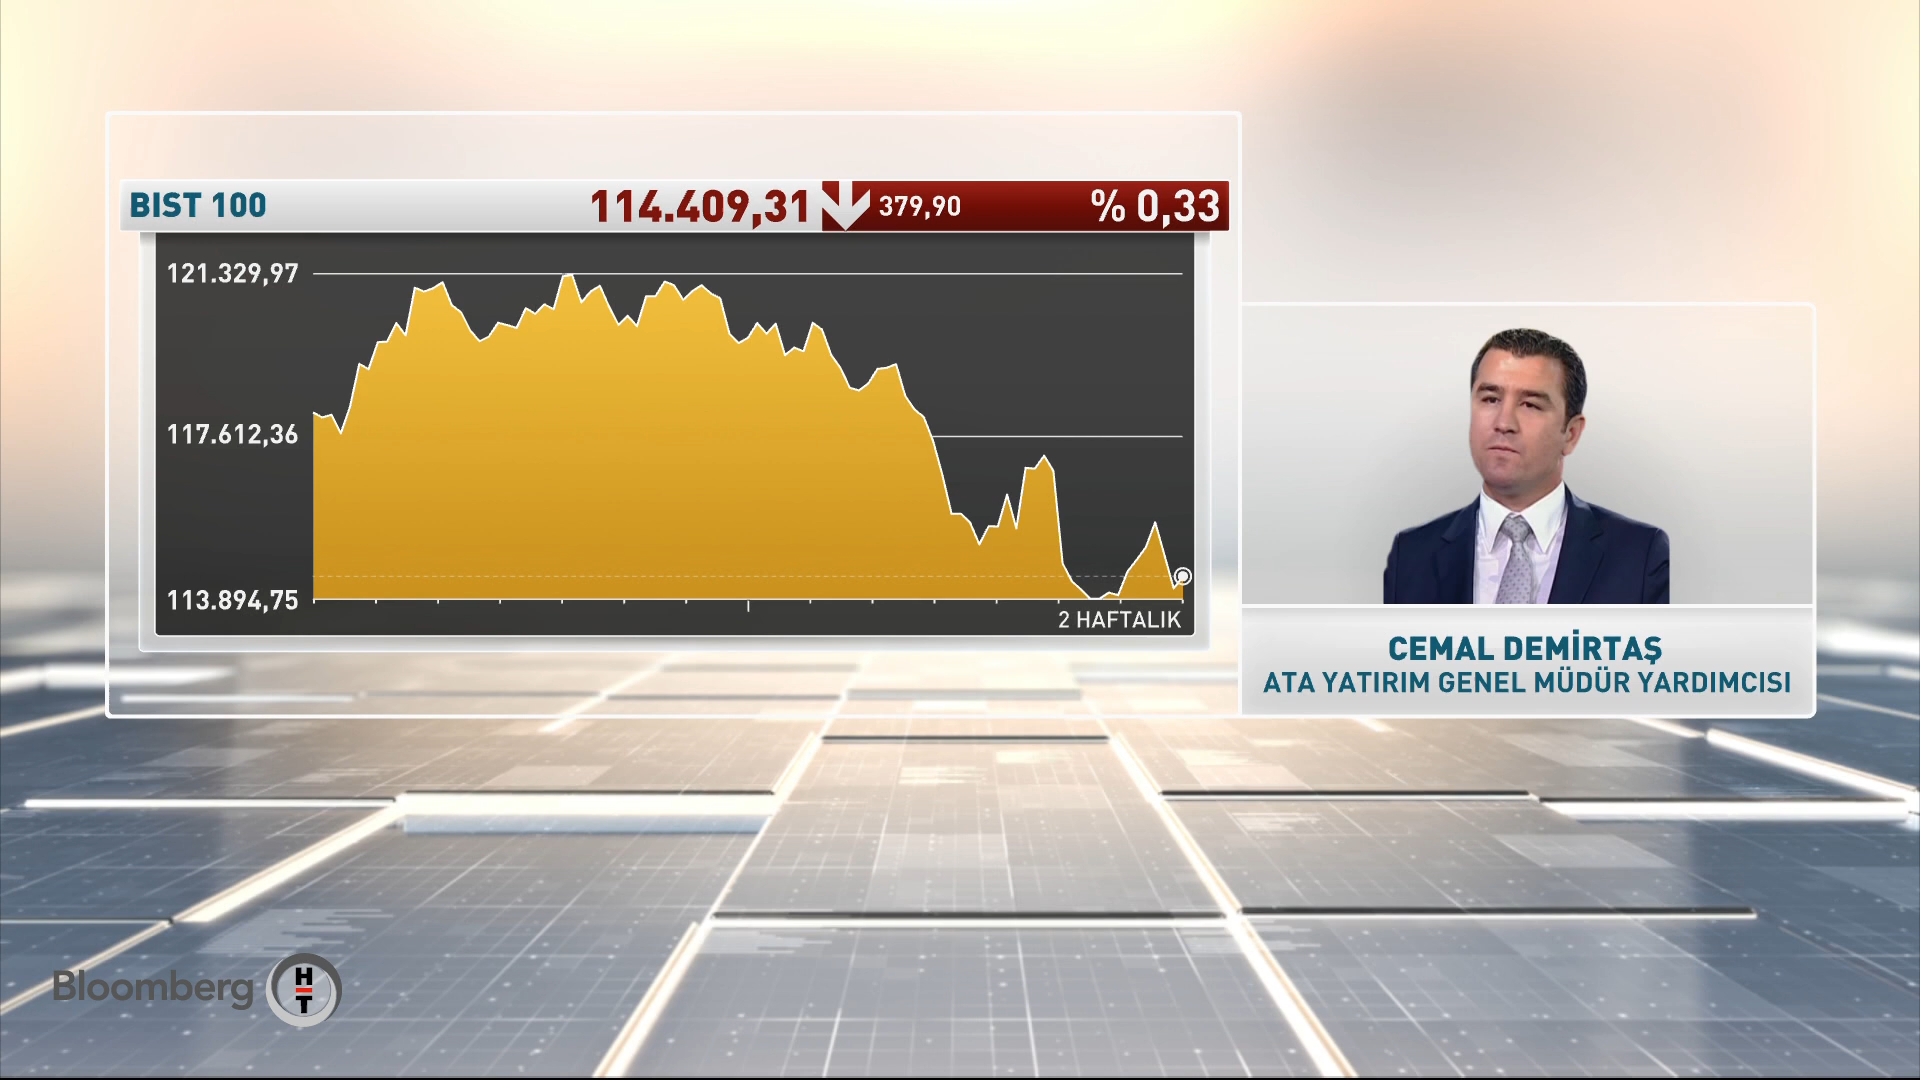 BIST 100 114.409,31 379,90 % 0,33
121.329,97
117.612,36
113.894,75
2 HAFTALIK
CEMAL DEMİRTAŞ
ATA YATIRIM GENEL MÜDÜR YARDIMCISI
Bloomberg HT